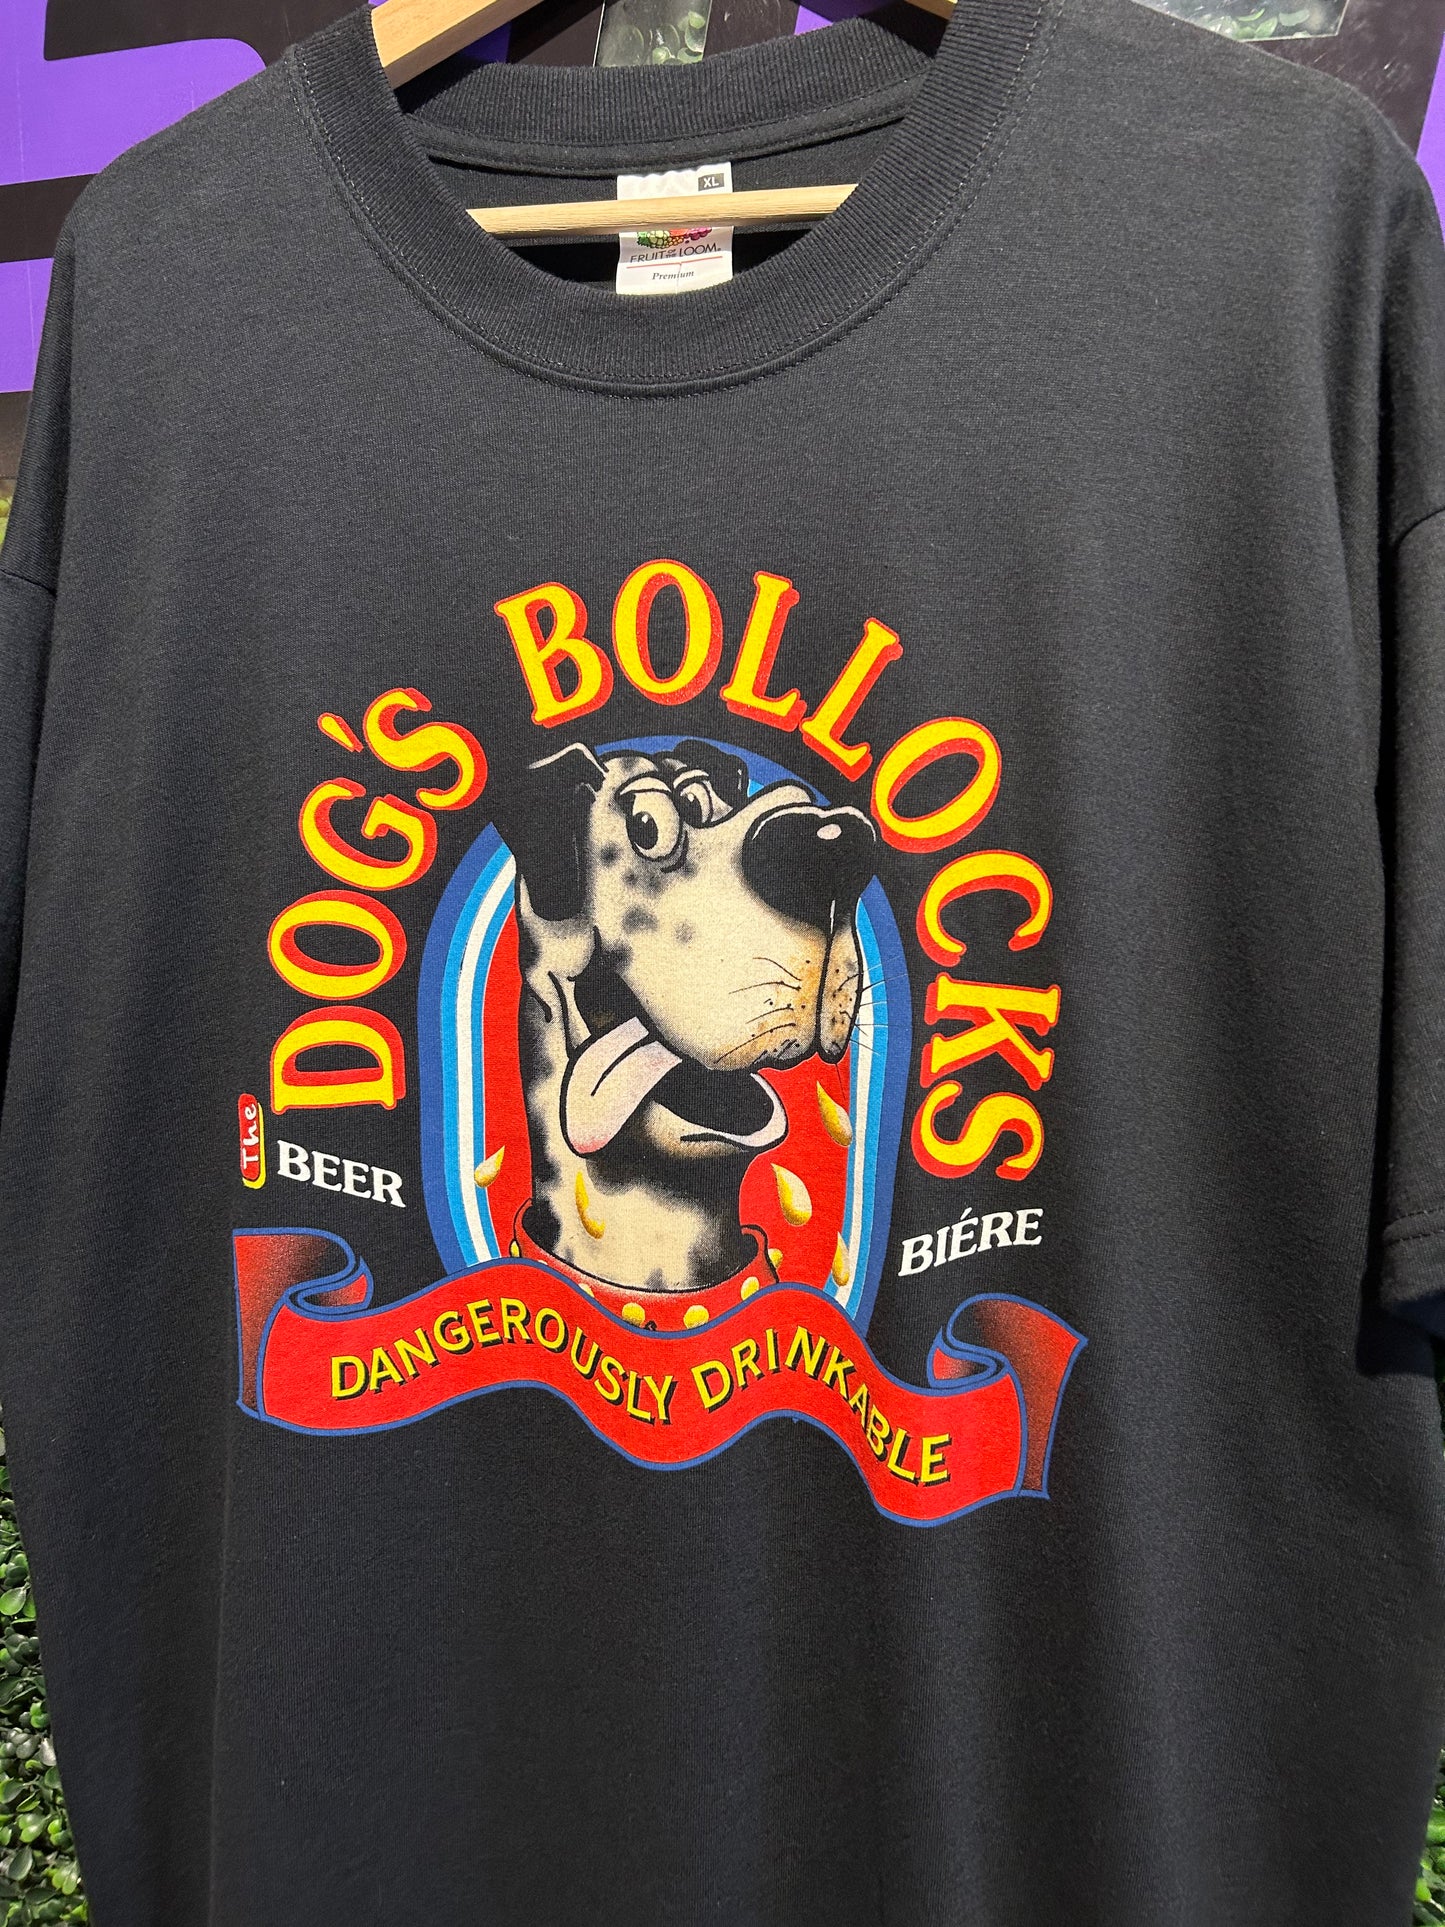 XL
FRUIT OF THE LOOM®
Premium
The
DOG'S BOLLOCKS
BEER
BIÉRE
DANGEROUSLY DRINKABLE